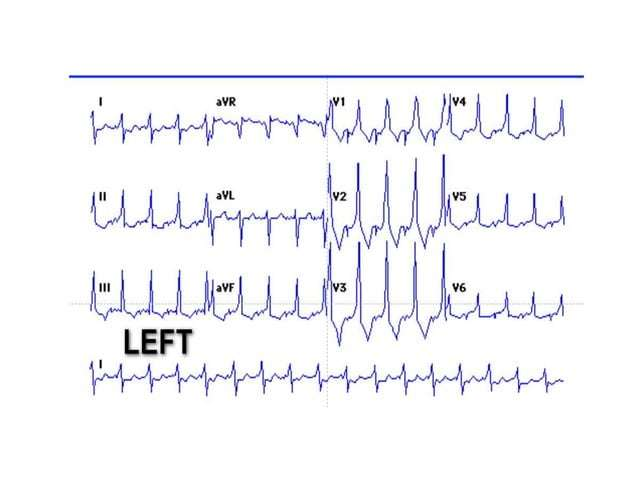 I aVR V1 V4
II aVL V2 V5
III aVF V3 V6
LEFT
I